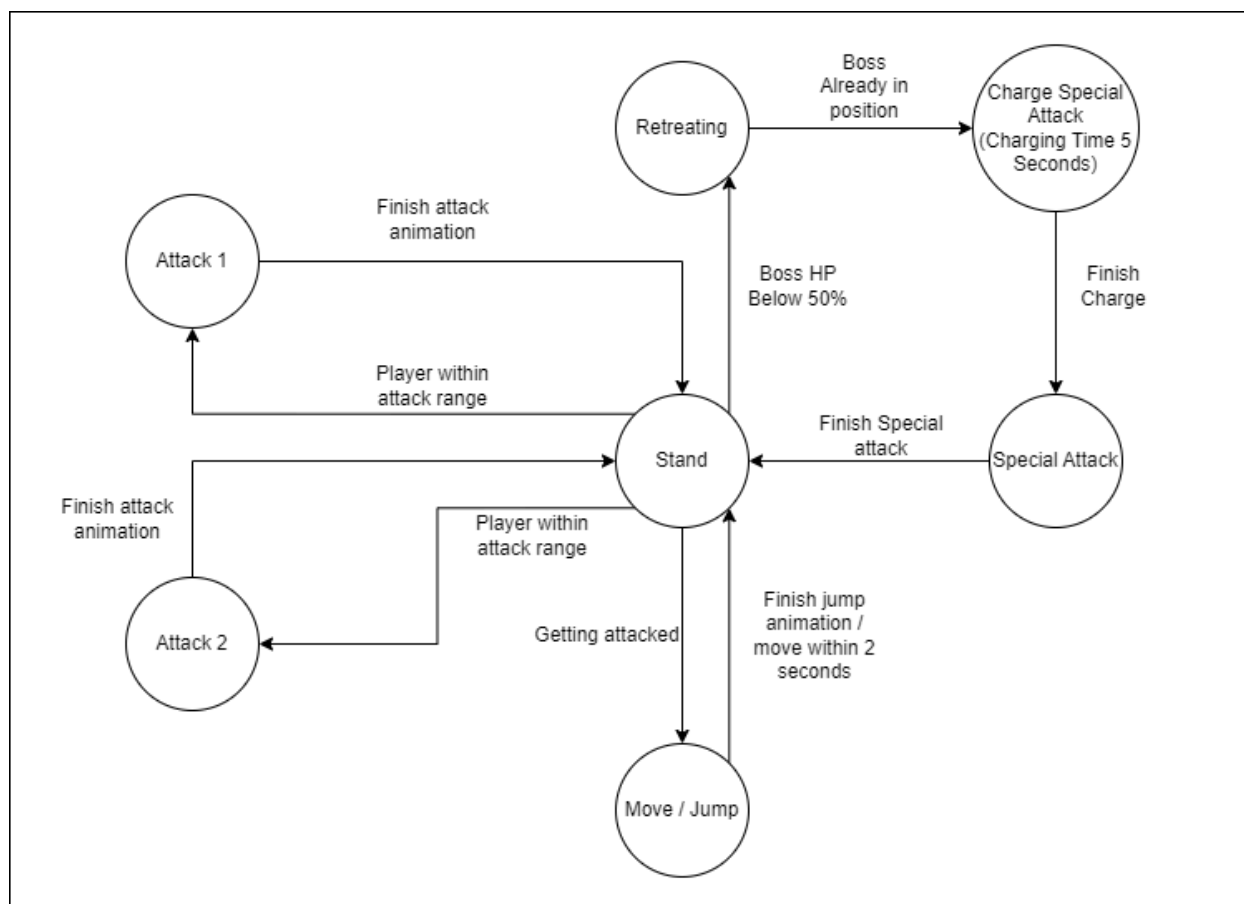 Boss
Already in
position
Retreating
Charge Special
Attack
(Charging Time 5
Seconds)
Finish attack
animation
Attack 1
Boss HP
Below 50%
Finish
Charge
Player within
attack range
Finish Special
attack
Stand
Special Attack
Finish attack
animation
Player within
attack range
Attack 2
Getting attacked
Finish jump
animation /
move within 2
seconds
Move / Jump